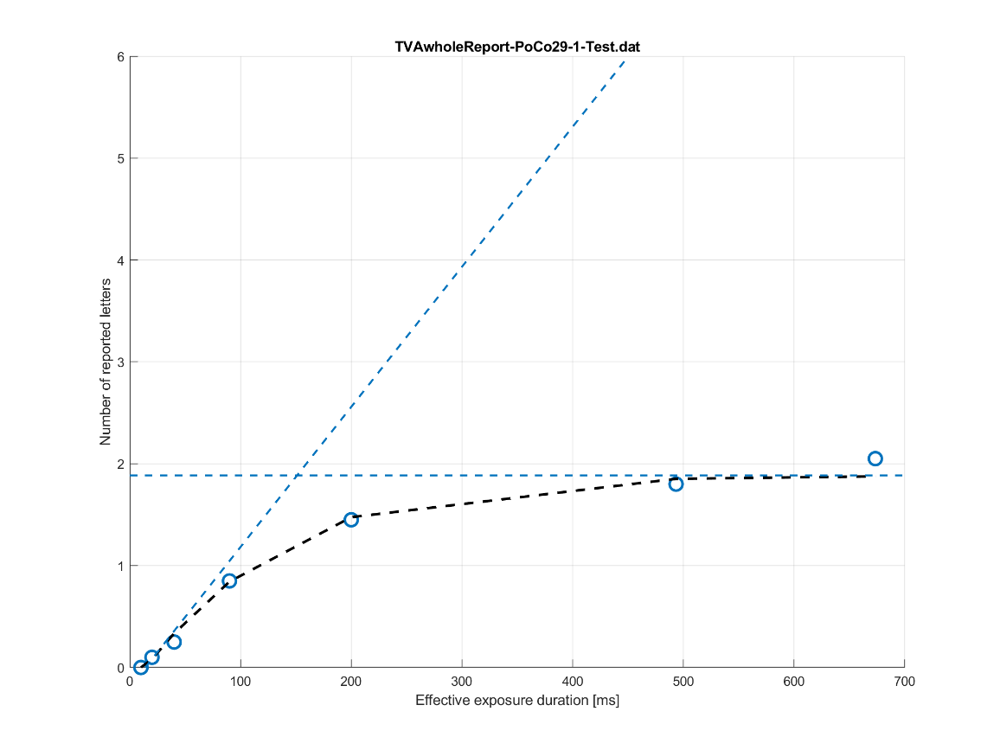 TVAwholeReport-PoCo29-1-Test.dat
6
5
4
3
2
1
0
Number of reported letters
0 100 200 300 400 500 600 700
Effective exposure duration [ms]